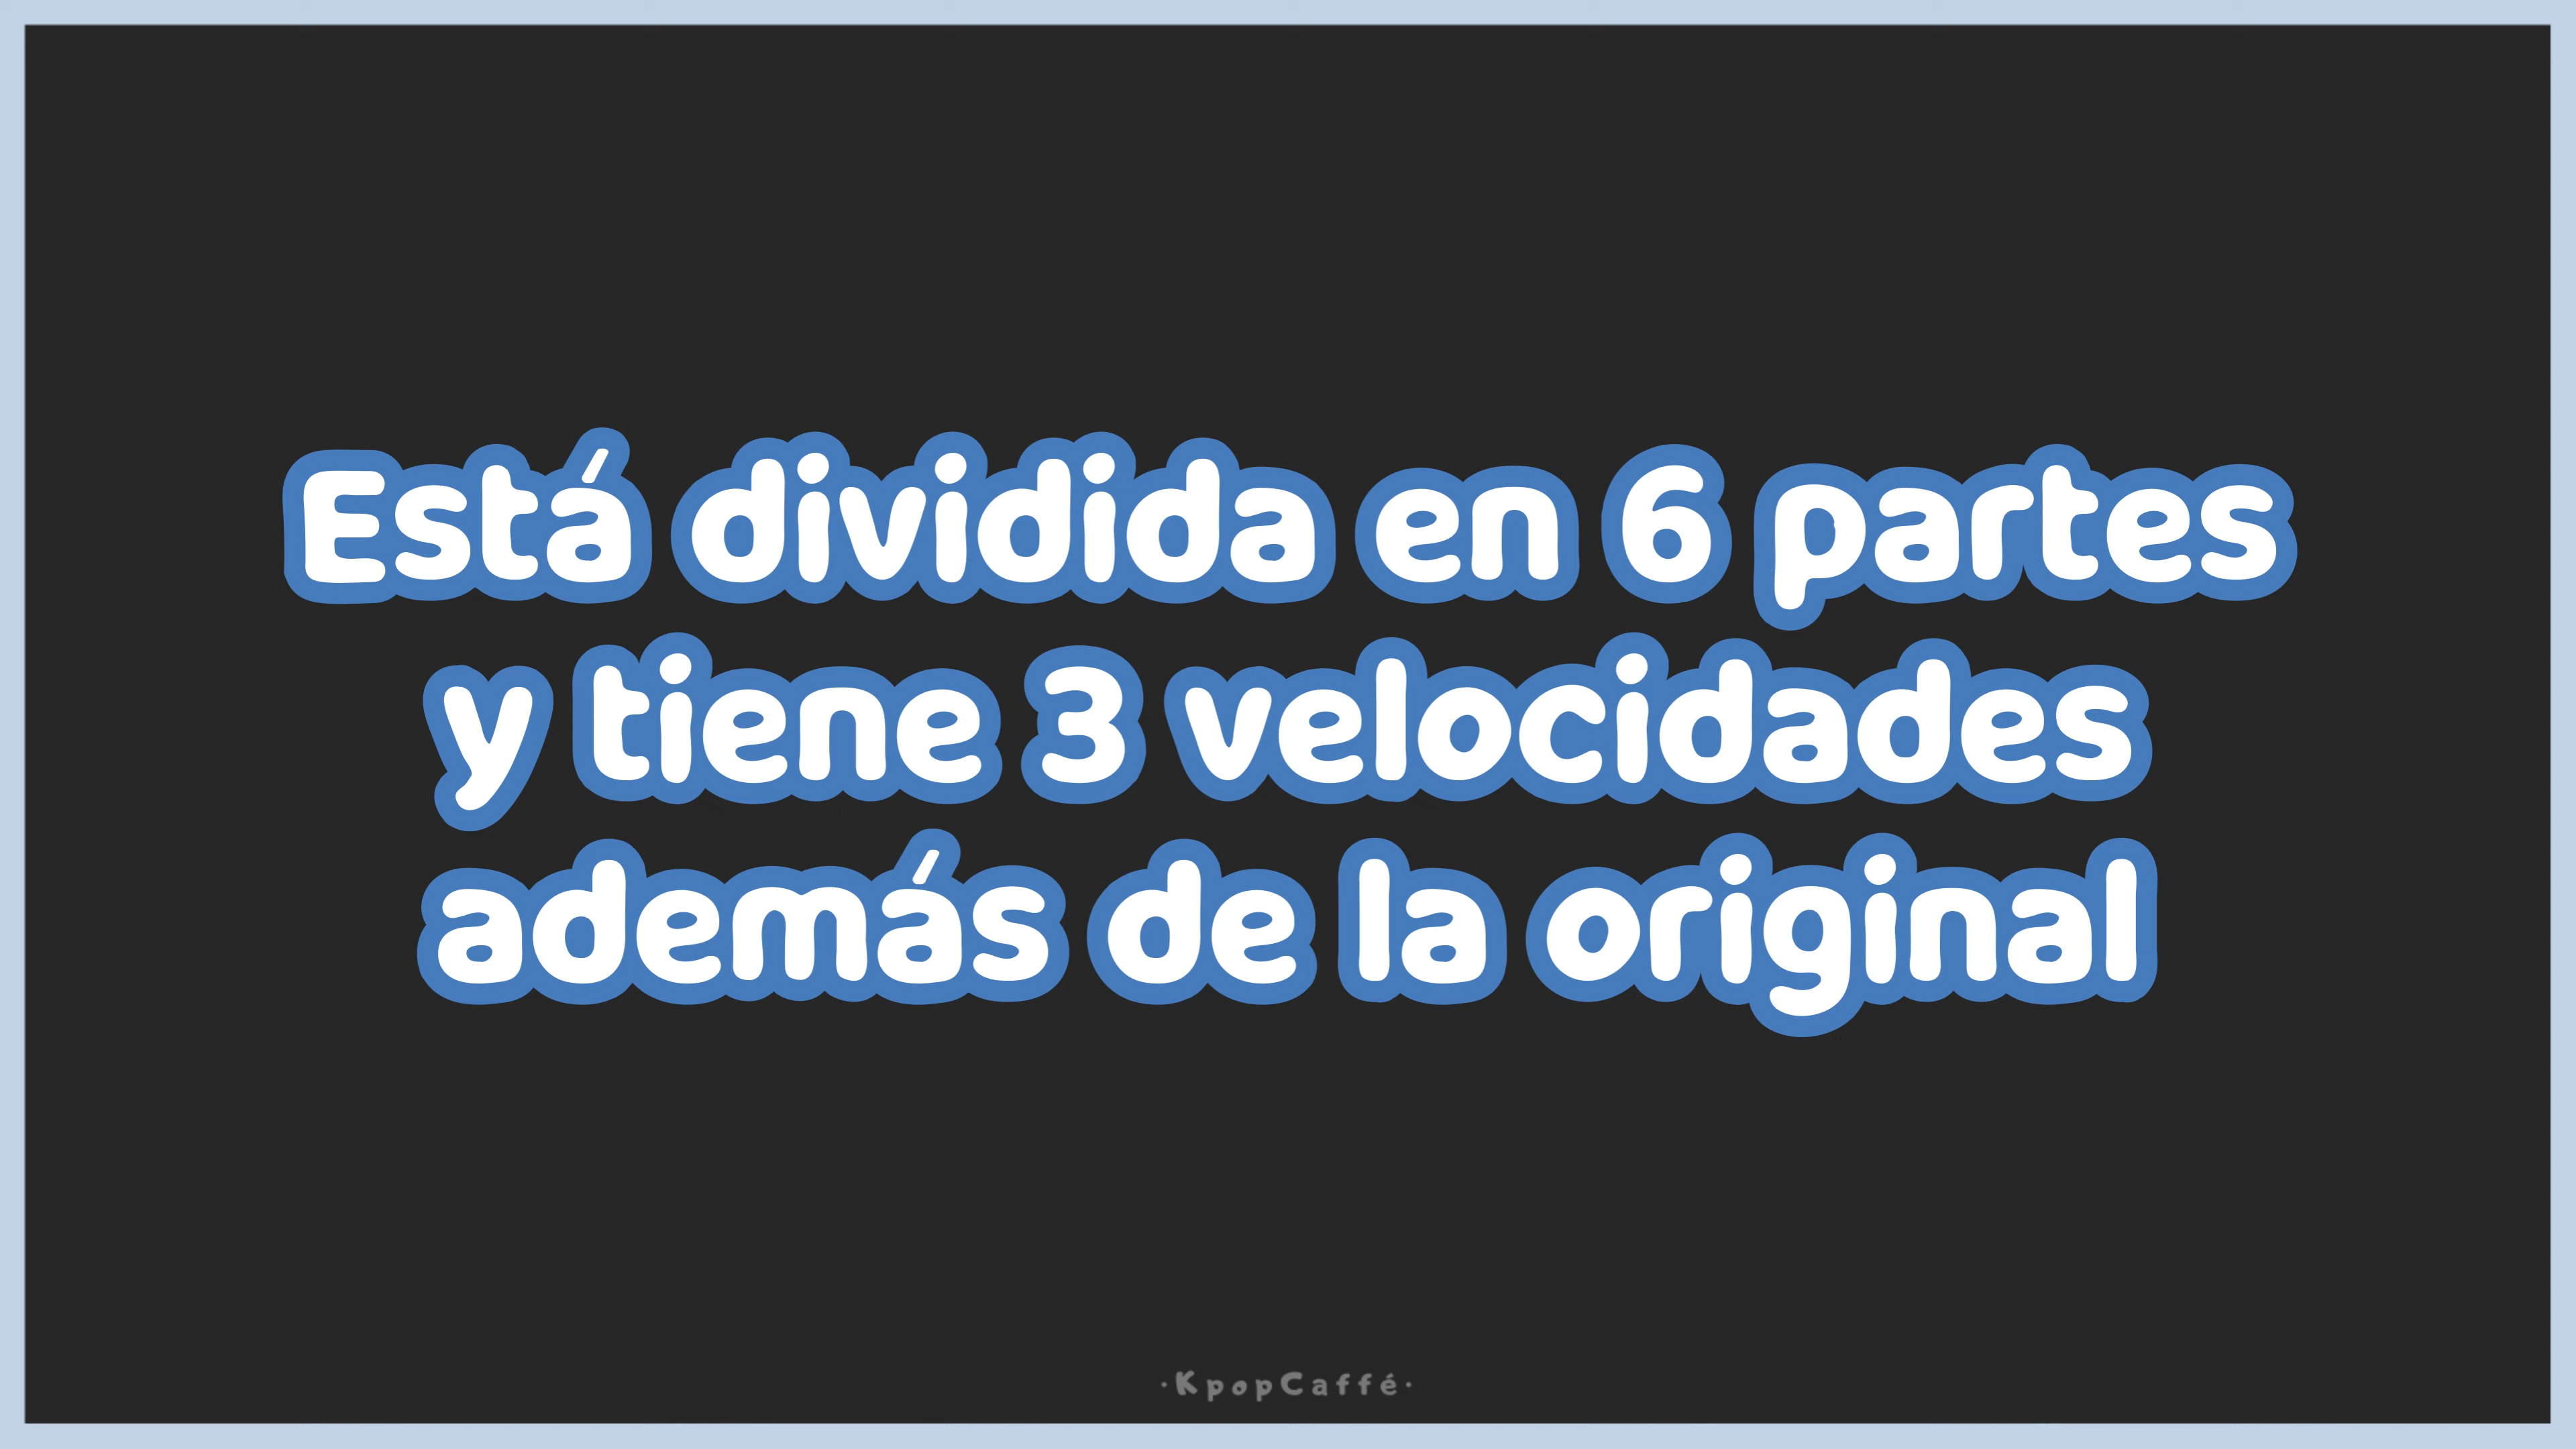 Está dividida en 6 partes
y tiene 3 velocidades
además de la original
·KpopCaffé·